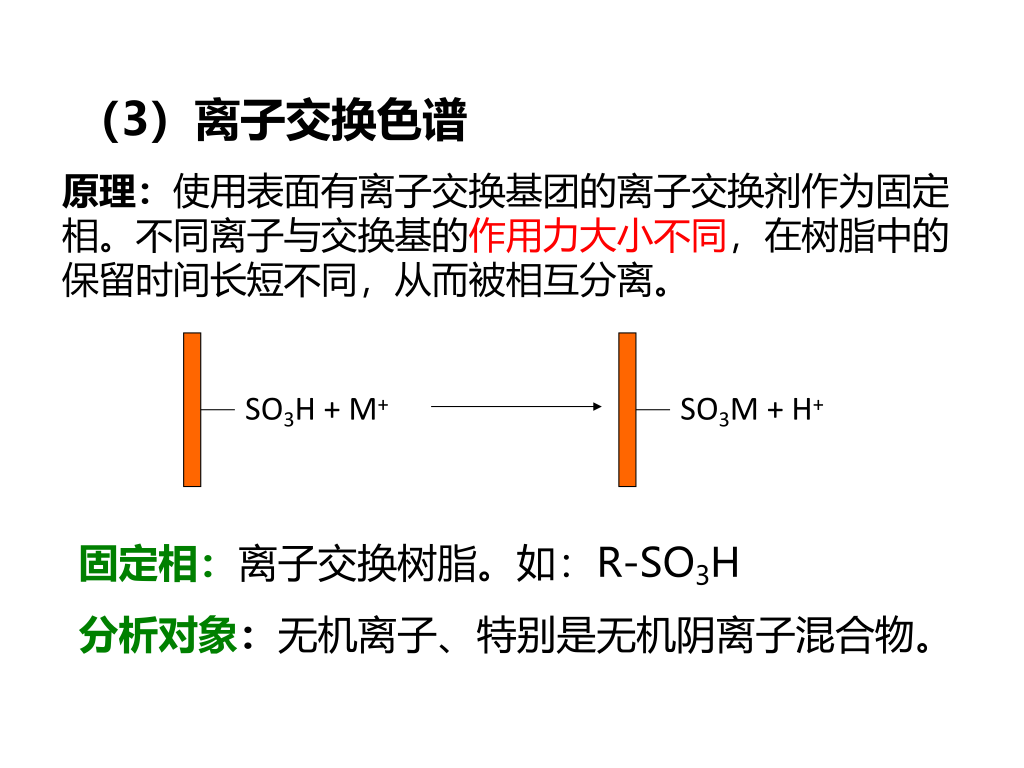 （3）离子交换色谱
原理：使用表面有离子交换基团的离子交换剂作为固定
相。不同离子与交换基的作用力大小不同，在树脂中的
保留时间长短不同，从而被相互分离。
SO₃H + M⁺
SO₃M + H⁺
固定相：离子交换树脂。如：R-SO₃H
分析对象：无机离子、特别是无机阴离子混合物。